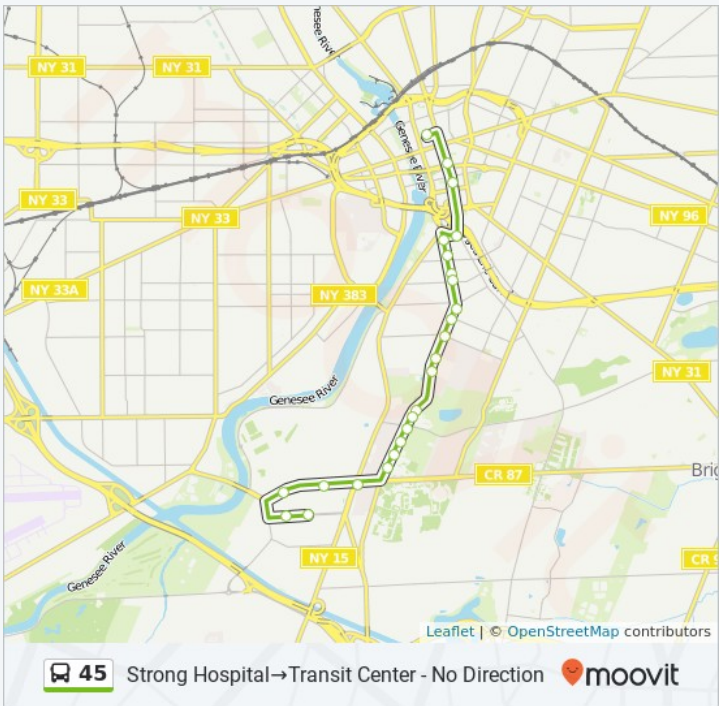 nesee River
NY 31
NY 31
Genesee River
NY 33
NY 33
NY 96
NY 33A
NY 383
NY 31
Genesee River
Brig
CR 87
NY 15
CR 9
Genesee River
Leaflet | © OpenStreetMap contributors
45 Strong Hospital→Transit Center - No Direction moovit